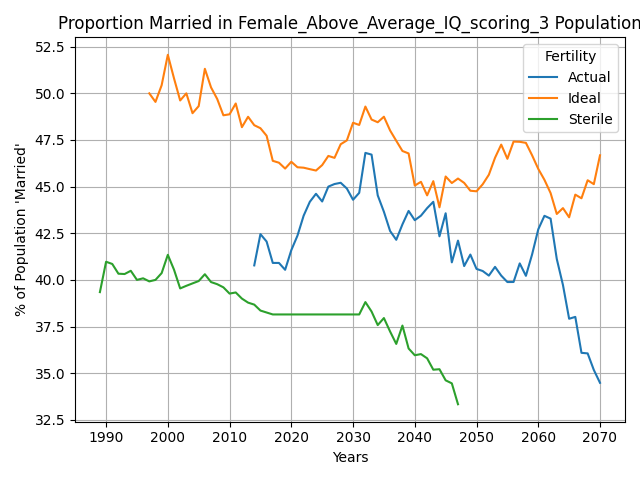 Proportion Married in Female_Above_Average_IQ_scoring_3 Population
Fertility
Actual
Ideal
Sterile
% of Population 'Married'
52.5
50.0
47.5
45.0
42.5
40.0
37.5
35.0
32.5
1990 2000 2010 2020 2030 2040 2050 2060 2070
Years